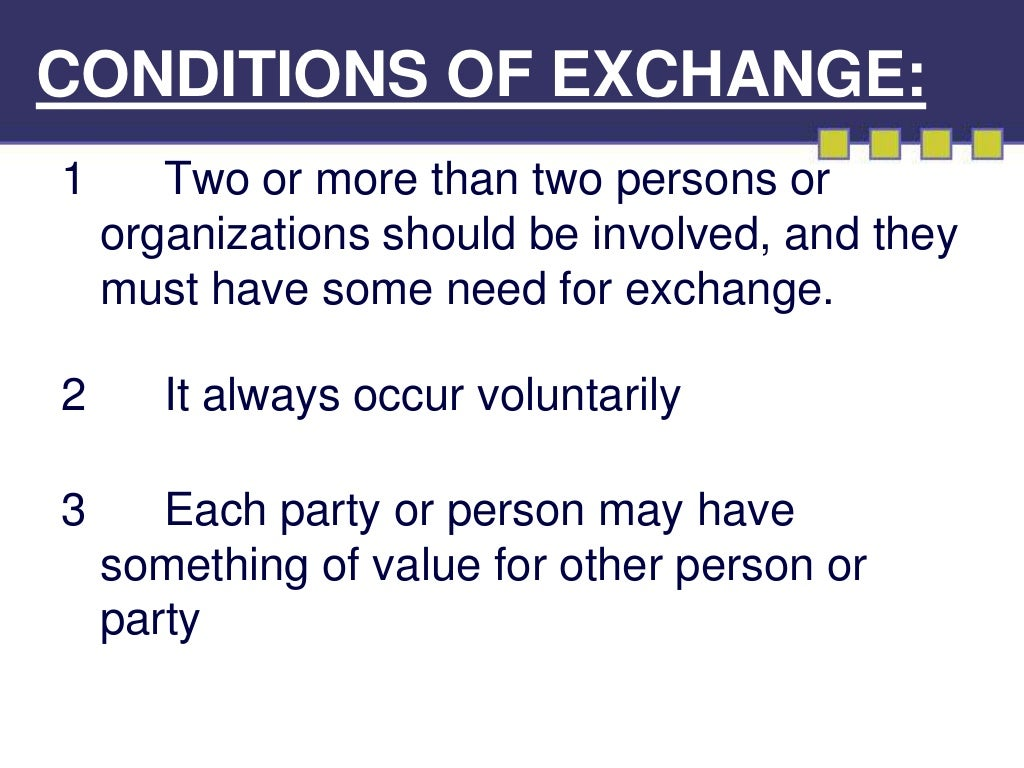 CONDITIONS OF EXCHANGE:
1 Two or more than two persons or
organizations should be involved, and they
must have some need for exchange.
2 It always occur voluntarily
3 Each party or person may have
something of value for other person or
party